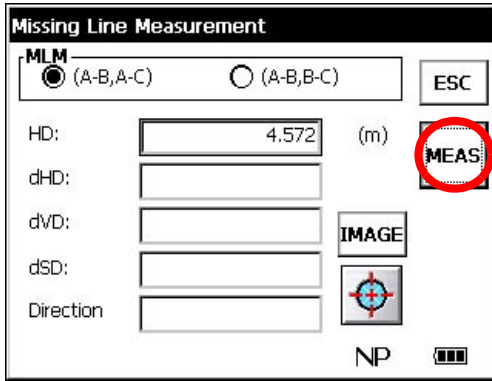 Missing Line Measurement
MLM
(A-B,A-C) (A-B,B-C)
ESC
HD: 4.572 (m)
MEAS
dHD:
dVD:
IMAGE
dSD:
Direction
NP